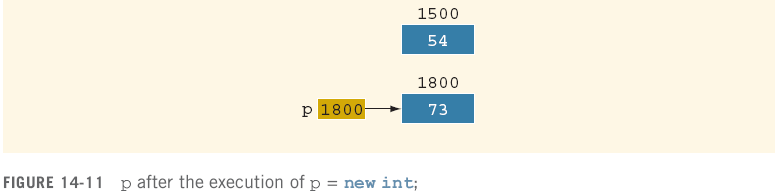 1500
54
1800
p 1800 73
FIGURE 14-11 p after the execution of p = new int;